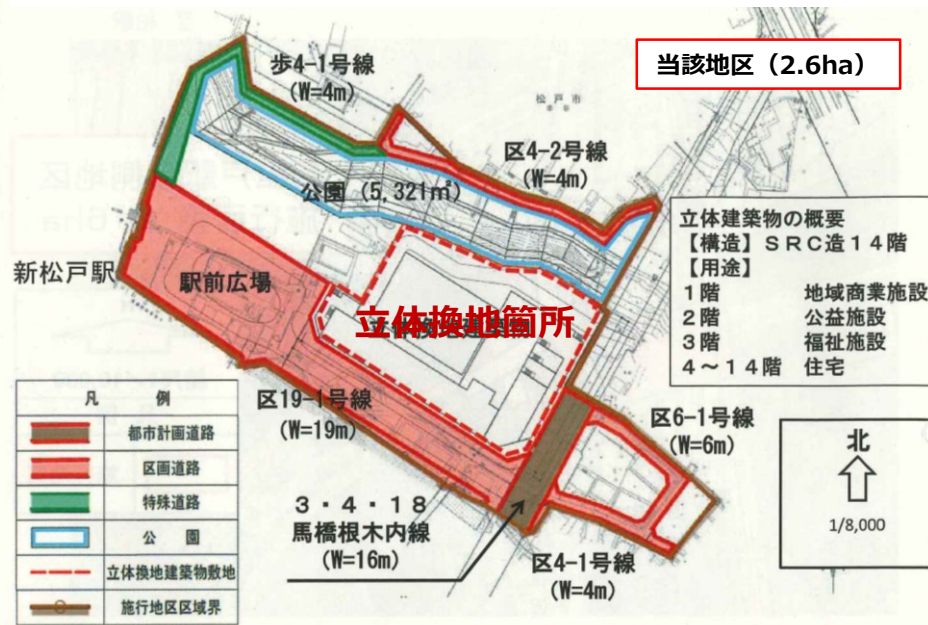 当該地区（2.6ha）
歩4-1号線
(W=4m)
松戸市
区4-2号線
(W=4m)
公園（5,321㎡）
立体建築物の概要
【構造】ＳＲＣ造１４階
【用途】
１階 地域商業施設
２階 公益施設
３階 福祉施設
４～１４階 住宅
新松戸駅
駅前広場
立体換地箇所
区19-1号線
(W=19m)
区6-1号線
(W=6m)
凡 例
都市計画道路
区画道路
特殊道路
公 園
立体換地建築物敷地
施行地区区域界
３・４・１８
馬橋根木内線
(W=16m)
区4-1号線
(W=4m)
北
1/8,000